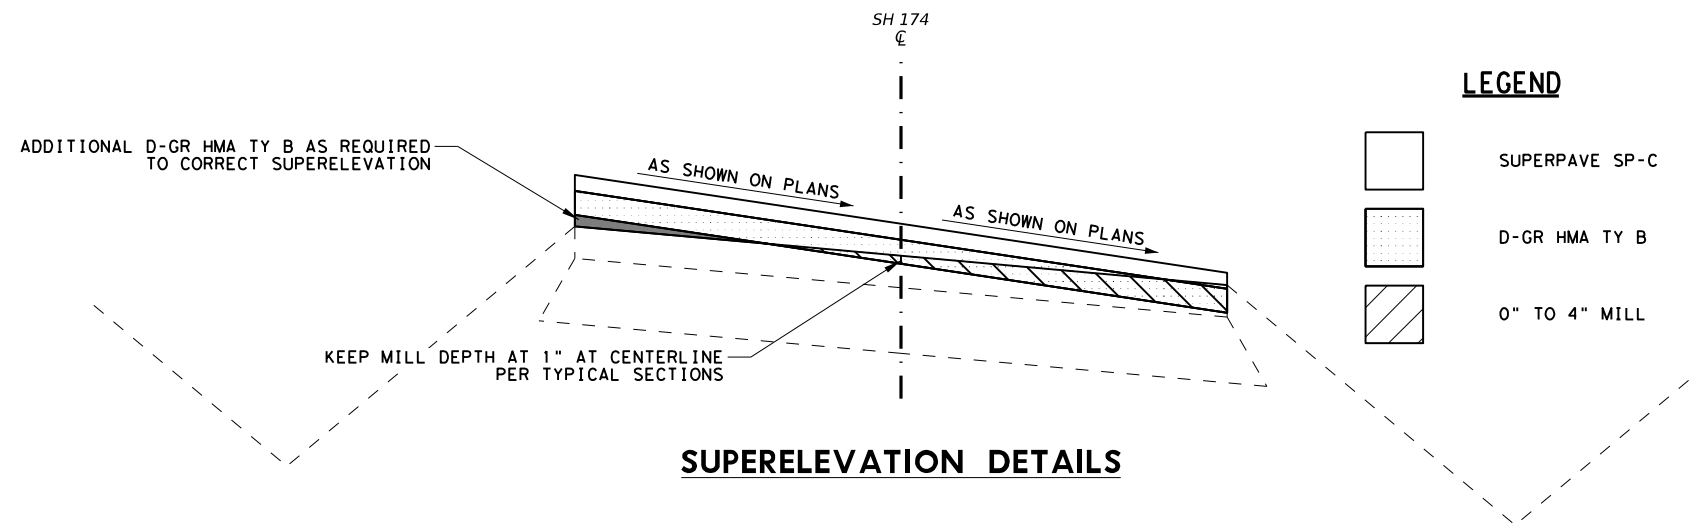 SH 174
℄
LEGEND
ADDITIONAL D-GR HMA TY B AS REQUIRED
TO CORRECT SUPERELEVATION
AS SHOWN ON PLANS
AS SHOWN ON PLANS
SUPERPAVE SP-C
D-GR HMA TY B
0" TO 4" MILL
KEEP MILL DEPTH AT 1" AT CENTERLINE
PER TYPICAL SECTIONS
SUPERELEVATION DETAILS